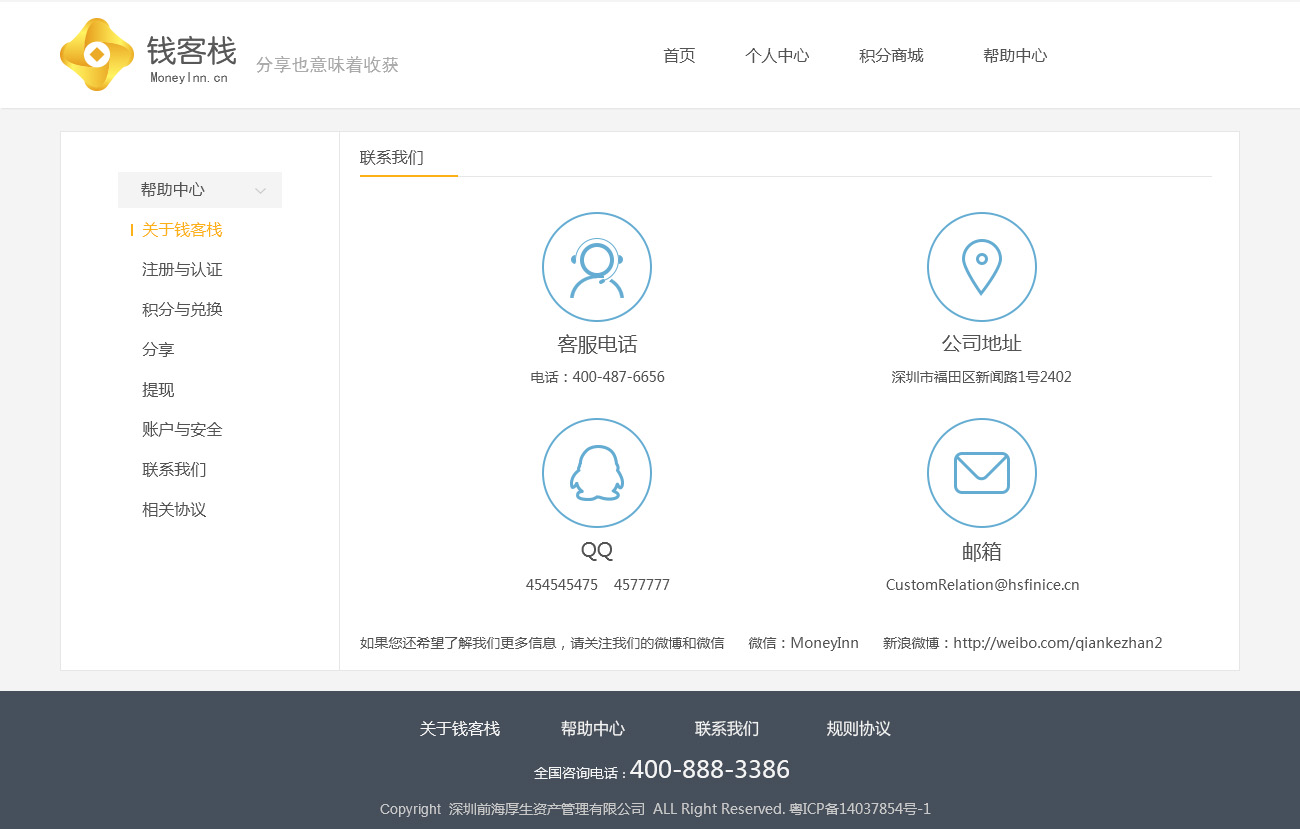 钱客栈
MoneyInn.cn
分享也意味着收获
首页 个人中心 积分商城 帮助中心
帮助中心
关于钱客栈
注册与认证
积分与兑换
分享
提现
账户与安全
联系我们
相关协议
联系我们
客服电话
电话：400-487-6656
公司地址
深圳市福田区新闻路1号2402
QQ
454545475 4577777
邮箱
CustomRelation@hsfinice.cn
如果您还希望了解我们更多信息，请关注我们的微博和微信 微信：MoneyInn 新浪微博：http://weibo.com/qiankezhan2
关于钱客栈 帮助中心 联系我们 规则协议
全国咨询电话：400-888-3386
Copyright 深圳前海厚生资产管理有限公司 ALL Right Reserved. 粤ICP备14037854号-1